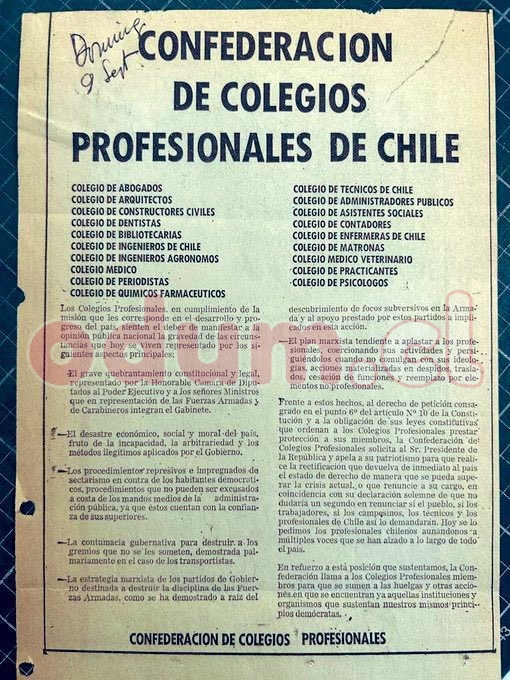 Doming
9 Sept.
CONFEDERACION
DE COLEGIOS
PROFESIONALES DE CHILE
COLEGIO DE ABOGADOS
COLEGIO DE ARQUITECTOS
COLEGIO DE CONSTRUCTORES CIVILES
COLEGIO DE DENTISTAS
COLEGIO DE BIBLIOTECARIAS
COLEGIO DE INGENIEROS DE CHILE
COLEGIO DE INGENIEROS AGRONOMOS
COLEGIO MEDICO
COLEGIO DE PERIODISTAS
COLEGIO DE QUIMICOS FARMACEUTICOS
COLEGIO DE TECNICOS DE CHILE
COLEGIO DE ADMINISTRADORES PUBLICOS
COLEGIO DE ASISTENTES SOCIALES
COLEGIO DE CONTADORES
COLEGIO DE ENFERMERAS DE CHILE
COLEGIO DE MATRONAS
COLEGIO MEDICO VETERINARIO
COLEGIO DE PRACTICANTES
COLEGIO DE PSICOLOGOS
Los Colegios Profesionales, en cumplimiento de la
misión que les corresponde en el desarrollo y pro-
greso del país, sienten el deber de manifestar a la
opinión pública nacional la gravedad de las circuns-
tancias que hoy se viven representado por los si-
guientes aspectos principales:
El grave quebrantamiento constitucional y legal,
representado por la Honorable Cámara de Dipu-
tados al Poder Ejecutivo y a los señores Ministros
que en representación de las Fuerzas Armadas y
de Carabineros integran el Gabinete.
—El desastre económico, social y moral del país,
fruto de la incapacidad, la arbitrariedad y los
métodos ilegítimos aplicados por el Gobierno.
—Los procedimientos represivos e impregnados de
sectarismo en contra de los habitantes democráti-
cos, procedimientos que no pueden ser excusados
a costa de los mandos medios de la administra-
ción pública, ya que éstos cuentan con la confian-
za de sus superiores.
—La contumacia gubernativa para destruir a los
gremios que no se les someten, demostrada pal-
mariamente en el caso de los transportistas.
—La estrategia marxista de los partidos de Gobier-
no destinada a destruir la disciplina de las Fuer-
zas Armadas, como se ha demostrado a raíz del
descubrimiento de focos subversivos en la Arma-
da y al apoyo prestado por estos partidos a impli-
cados en esa acción.
—El plan marxista tendiente a aplastar a los profe-
sionales, coercionando sus actividades y persi-
guiéndolos cuando no comulgan con sus ideolo-
gías, acciones materializadas en despidos, trasla-
dos, cesación de funciones y reemplazo por ele-
mentos no profesionales.
Frente a estos hechos, al derecho de petición consa-
grado en el punto 6º del artículo Nº 10 de la Consti-
tución y a la obligación de sus leyes constitutivas
que ordenan a los Colegios Profesionales prestar
protección a sus miembros, la Confederación de
Colegios Profesionales solicita al Sr. Presidente de
la República y apela a su patriotismo para que reali-
ce la rectificación que devuelva de inmediato al país
el estado de derecho de manera que se pueda supe-
rar la crisis actual, o que renuncie a su cargo, en
coincidencia con su declaración solemne de que no
dudaría un segundo en renunciar si el pueblo, si los
trabajadores, si los campesinos, los técnicos y los
profesionales de Chile así lo demandarán. Hoy se lo
pedimos los profesionales chilenos aunándonos a
múltiples voces que se han alzado a lo largo de todo
el país.
En refuerzo a esta posición que sustentamos, la Con-
federación llama a los Colegios Profesionales miem-
bros para que se sumen a las huelgas y otras accio-
nes en que se encuentran ya aquellas instituciones y
organismos que sustentan nuestros mismos princi-
pios demócratas.
CONFEDERACION DE COLEGIOS PROFESIONALES